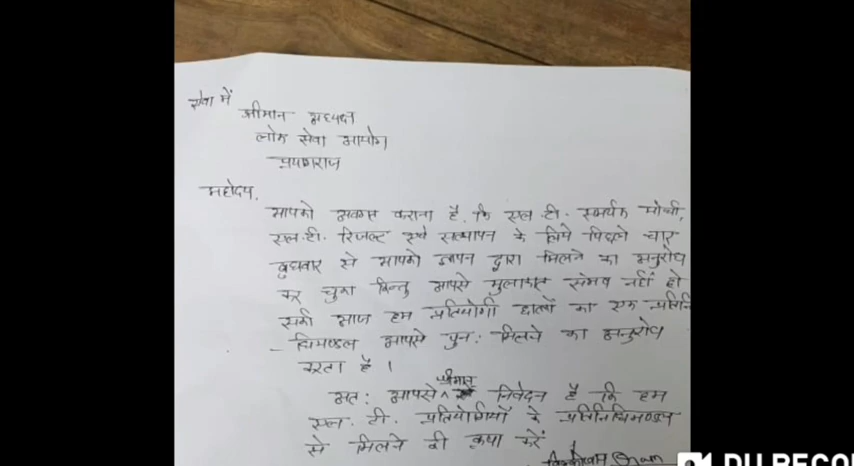 सेवा में
श्रीमान अध्यक्ष
लोक सेवा आयोग
प्रयागराज
महोदय,
आपको अवगत कराना है, कि एल.टी. समर्थक मोर्चा,
एल.टी. रिजल्ट एवं सत्यापन के लिये पिछले चार
बुधवार से आपको ज्ञापन द्वारा मिलने का अनुरोध
कर चुका किन्तु आपसे मुलाकात संभव नहीं हो
सकी आज हम प्रतियोगी छात्रों का एक प्रतिनि
-धिमण्डल आपसे पुन: मिलने का अनुरोध
करता है ।
अत: आपसे श्रीमान निवेदन है कि हम
एल. टी. प्रतियोगीयों के प्रतिनिधिमण्डल
से मिलने की कृपा करें
DU RECO